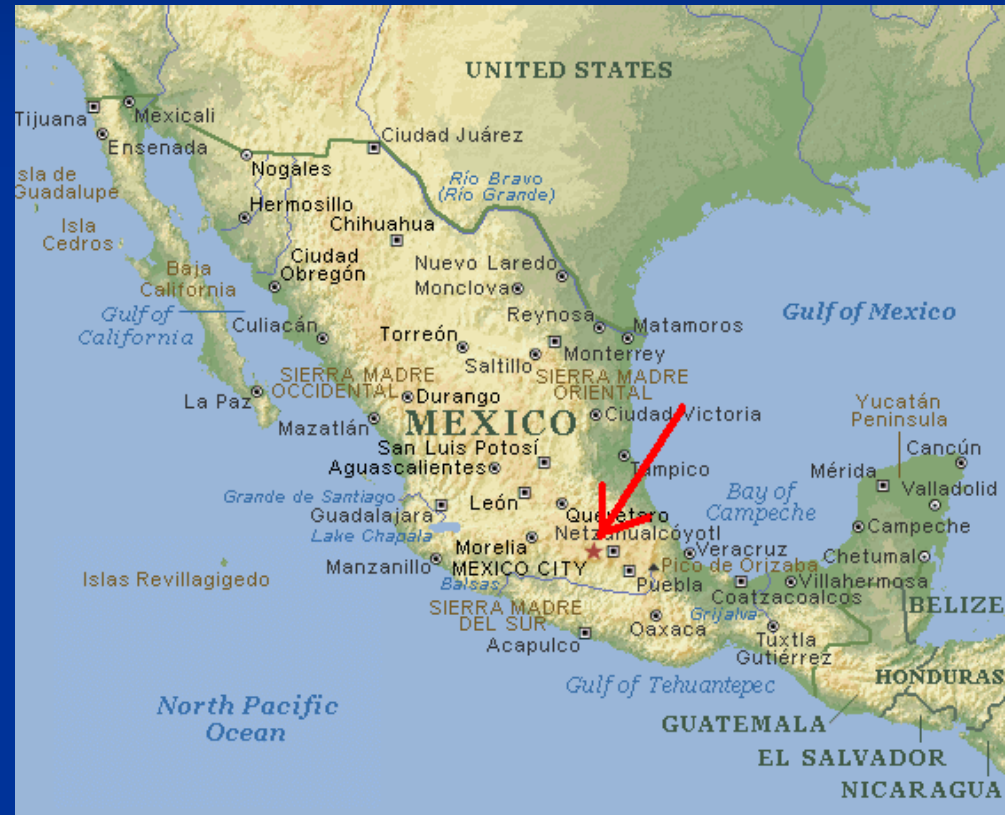 UNITED STATES
Tijuana
Mexicali
Ensenada
Ciudad Juárez
Nogales
sla de
Guadalupe
Río Bravo
(Río Grande)
Hermosillo
Isla
Cedros
Chihuahua
Ciudad
Obregón
Nuevo Laredo
Baja
California
Monclova
Gulf of
California
Reynosa
Gulf of Mexico
Culiacán
Torreón
Matamoros
Saltillo
Monterrey
SIERRA MADRE
OCCIDENTAL
SIERRA MADRE
ORIENTAL
La Paz
Durango
Yucatán
Península
Mazatlán
MEXICO
Ciudad Victoria
San Luis Potosí
Cancún
Aguascalientes
Tampico
Mérida
Valladolid
Grande de Santiago
León
Bay of
Campeche
Guadalajara
Querétaro
Lake Chapala
Netzahualcóyotl
Campeche
Morelia
Veracruz
Chetumal
Manzanillo
MEXICO CITY
Pico de Orizaba
Islas Revillagigedo
Balsas
Puebla
Villahermosa
Coatzacoalcos
SIERRA MADRE
DEL SUR
Grijalva
BELIZE
Oaxaca
Acapulco
Tuxtla
Gutiérrez
HONDURAS
Gulf of Tehuantepec
North Pacific
Ocean
GUATEMALA
EL SALVADOR
NICARAGUA